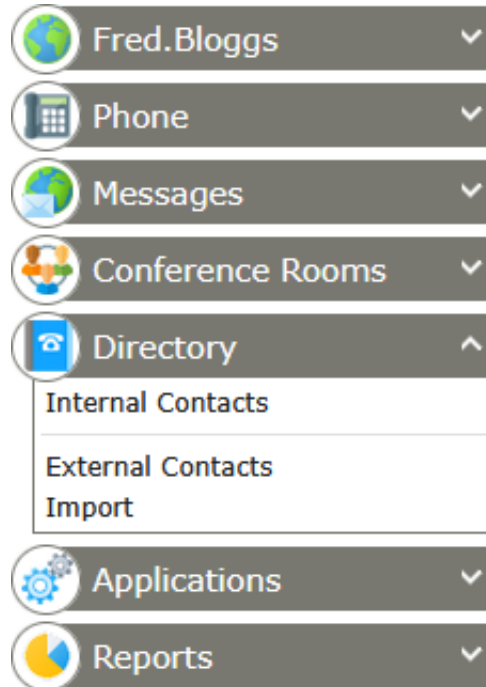 Fred.Bloggs
Phone
Messages
Conference Rooms
Directory
Internal Contacts
External Contacts
Import
Applications
Reports